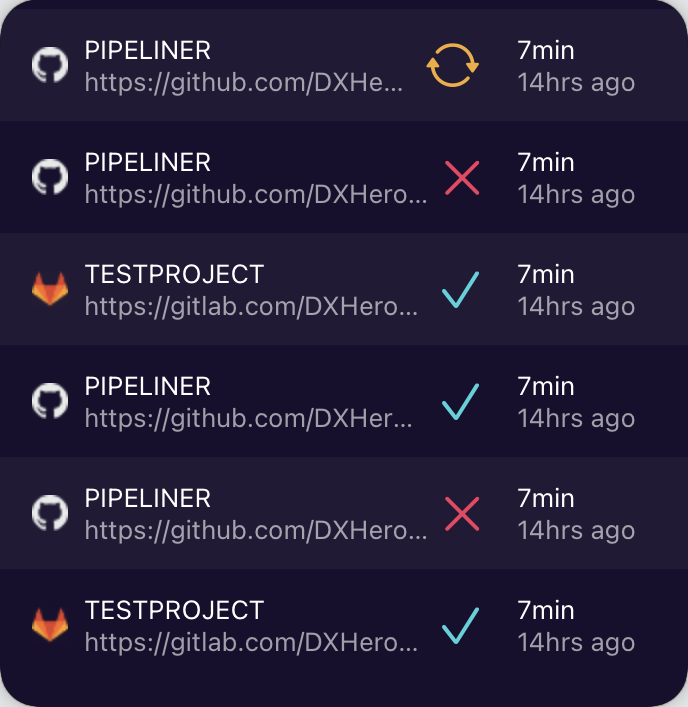 PIPELINER
https://github.com/DXHe...
7min
14hrs ago
PIPELINER
https://github.com/DXHero...
7min
14hrs ago
TESTPROJECT
https://gitlab.com/DXHero...
7min
14hrs ago
PIPELINER
https://github.com/DXHer...
7min
14hrs ago
PIPELINER
https://github.com/DXHero...
7min
14hrs ago
TESTPROJECT
https://gitlab.com/DXHero...
7min
14hrs ago